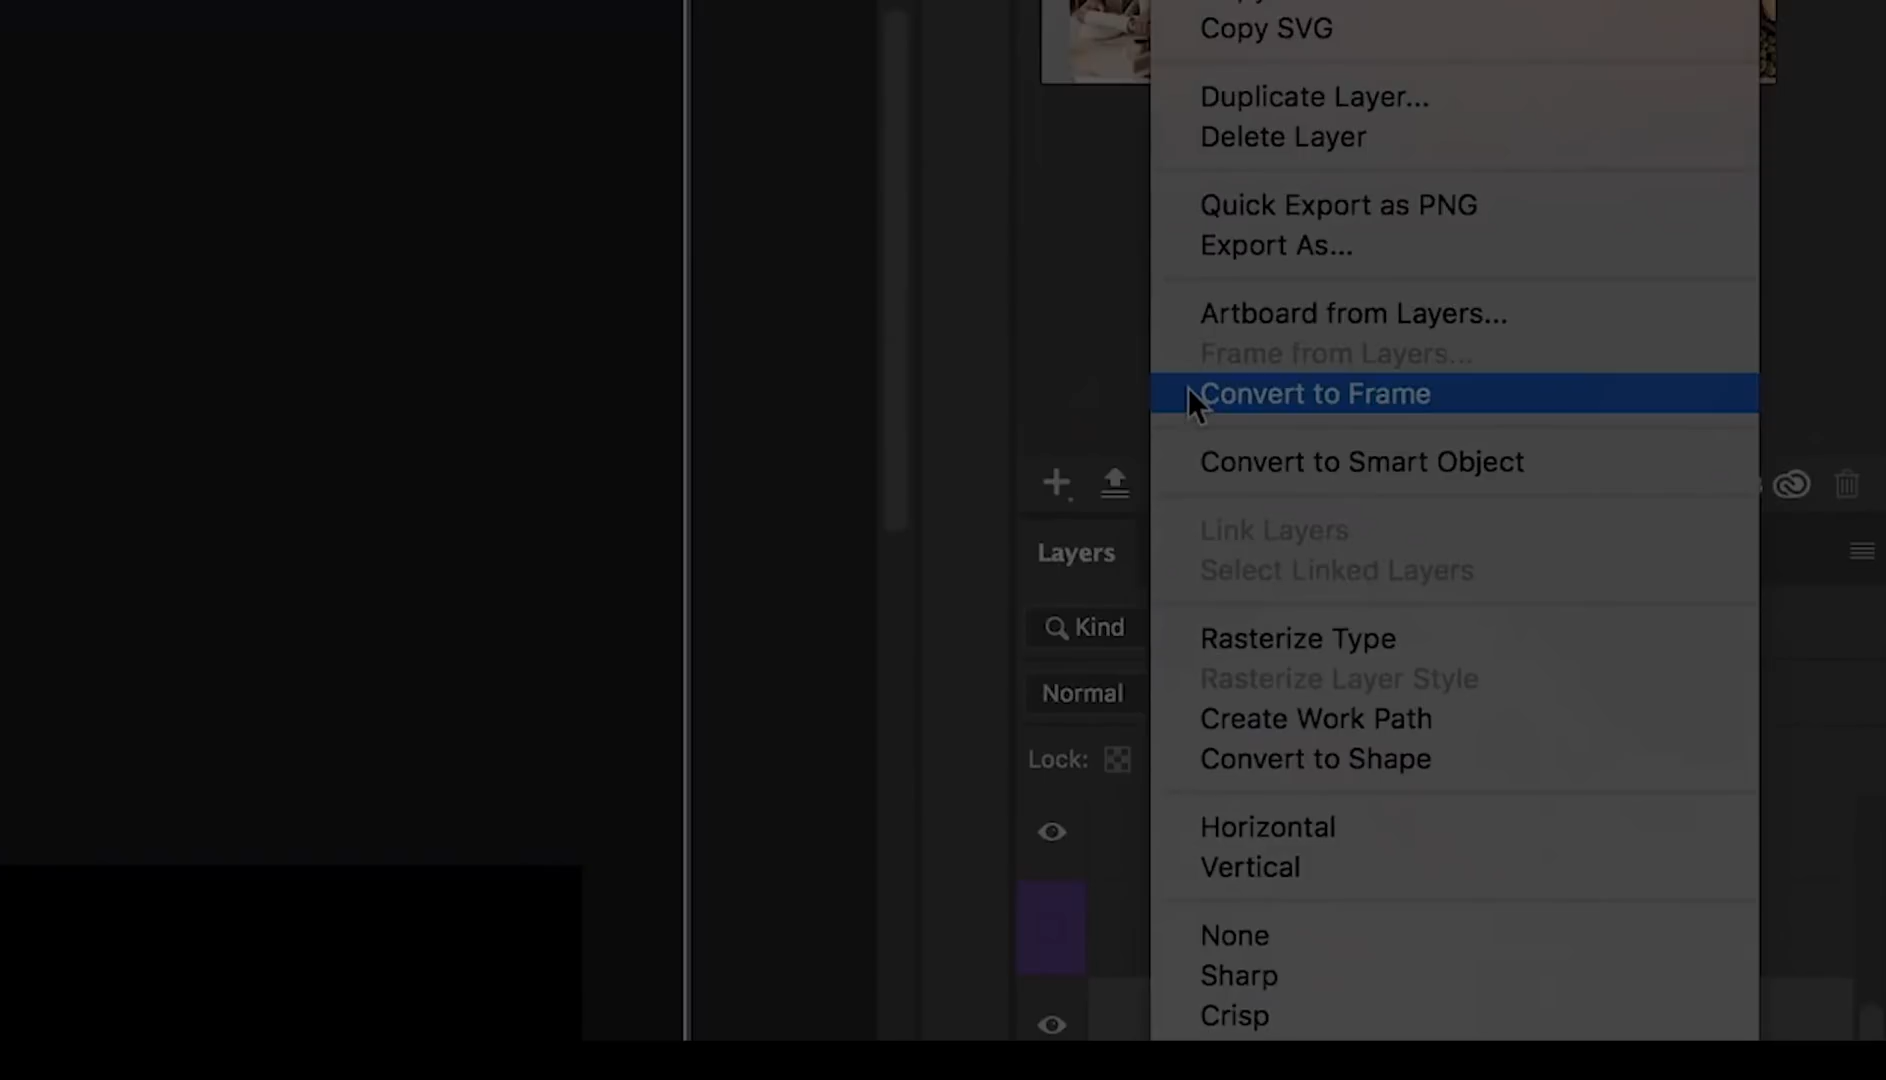 Copy SVG
Duplicate Layer...
Delete Layer
Quick Export as PNG
Export As...
Artboard from Layers...
Frame from Layers...
Convert to Frame
Convert to Smart Object
Link Layers
Select Linked Layers
Layers
Kind
Rasterize Type
Rasterize Layer Style
Normal
Create Work Path
Lock:
Convert to Shape
Horizontal
Vertical
None
Sharp
Crisp